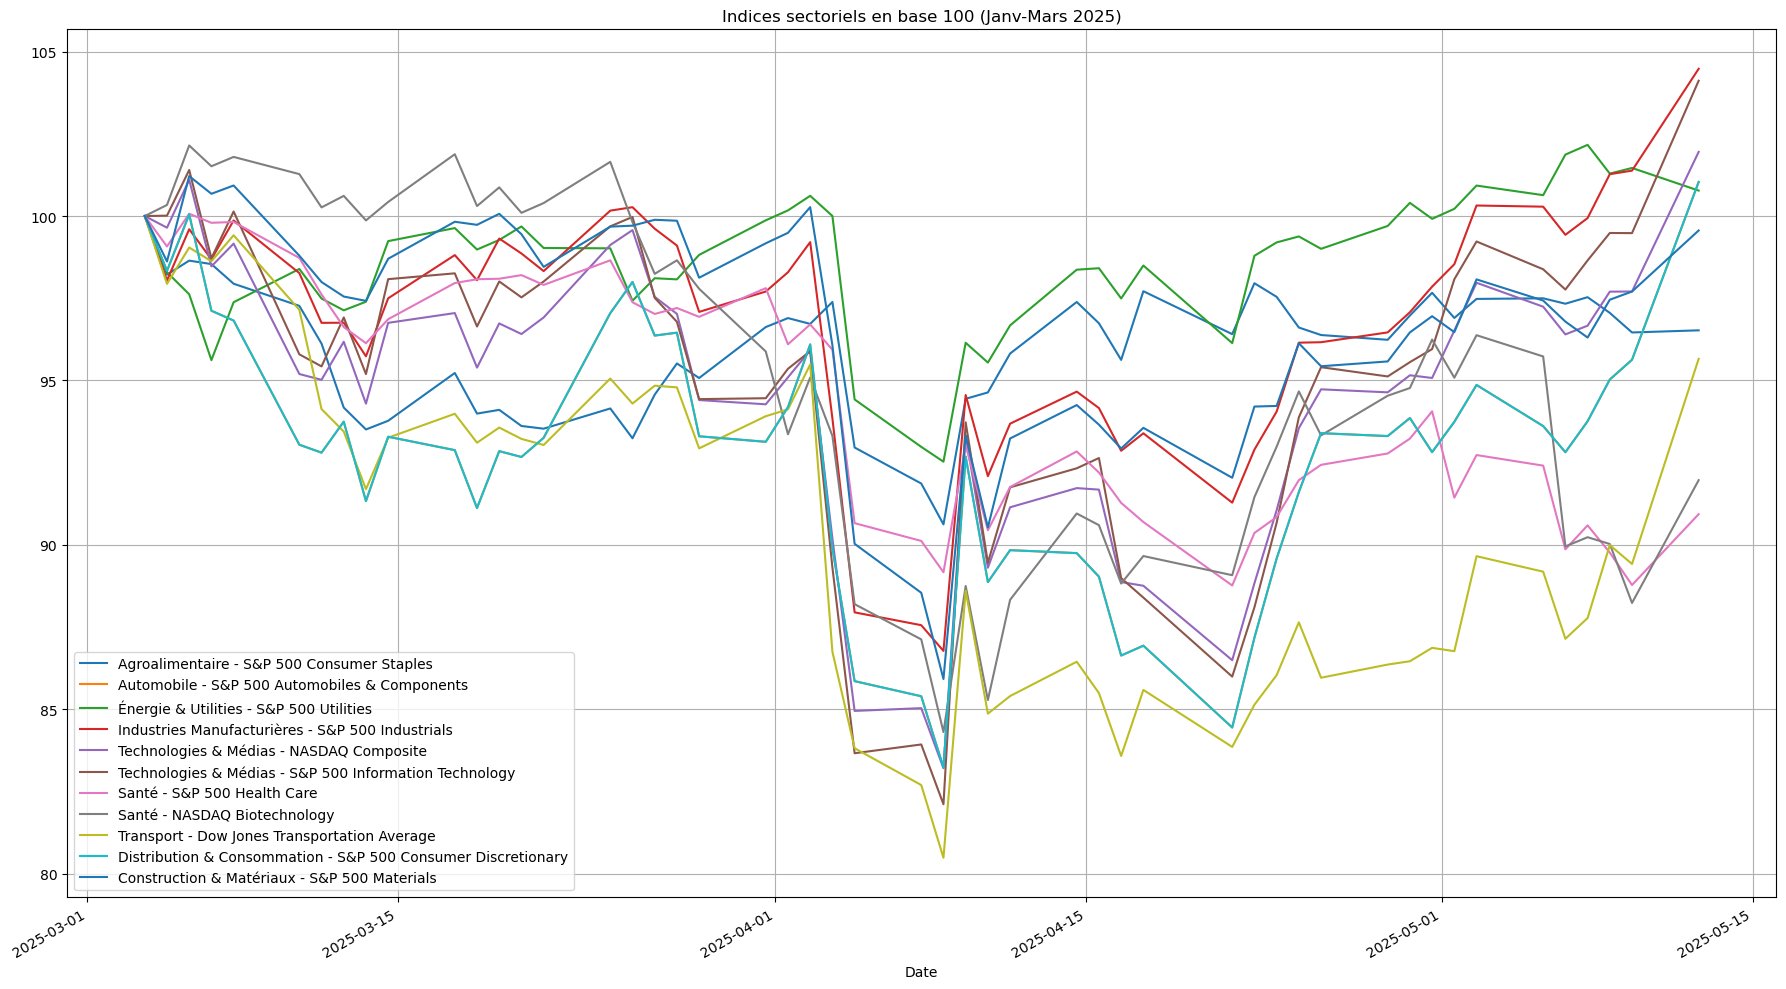 Indices sectoriels en base 100 (Janv-Mars 2025)
105
100
95
90
85
80
Agroalimentaire - S&P 500 Consumer Staples
Automobile - S&P 500 Automobiles & Components
Énergie & Utilities - S&P 500 Utilities
Industries Manufacturières - S&P 500 Industrials
Technologies & Médias - NASDAQ Composite
Technologies & Médias - S&P 500 Information Technology
Santé - S&P 500 Health Care
Santé - NASDAQ Biotechnology
Transport - Dow Jones Transportation Average
Distribution & Consommation - S&P 500 Consumer Discretionary
Construction & Matériaux - S&P 500 Materials
2025-03-01
2025-03-15
2025-04-01
2025-04-15
2025-05-01
2025-05-15
Date